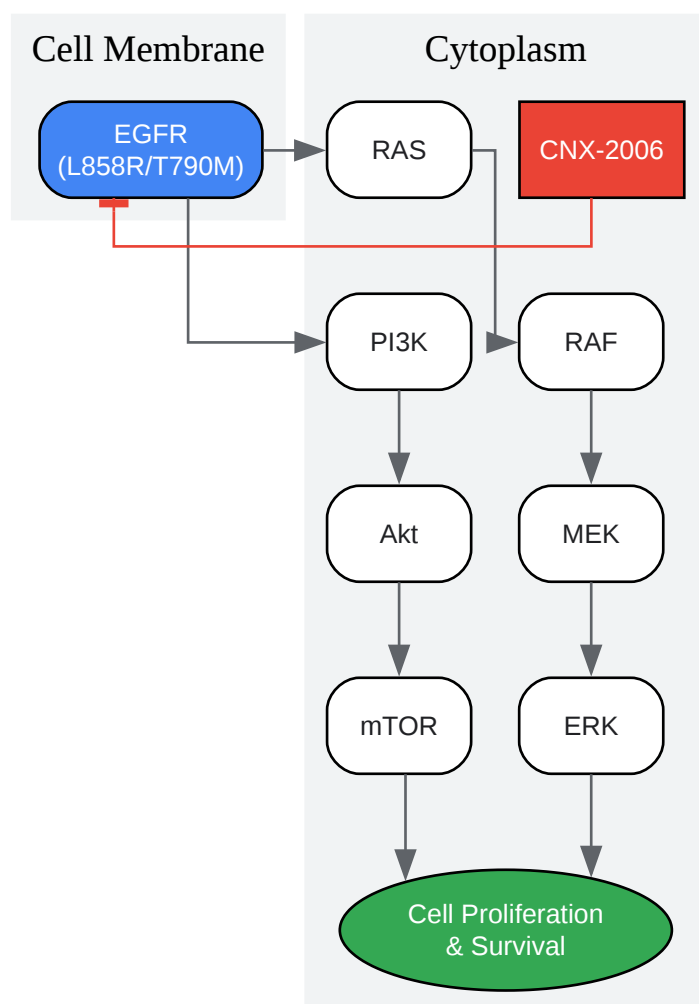 Cell Membrane
Cytoplasm
EGFR
(L858R/T790M)
RAS
CNX-2006
PI3K
RAF
Akt
MEK
mTOR
ERK
Cell Proliferation
& Survival